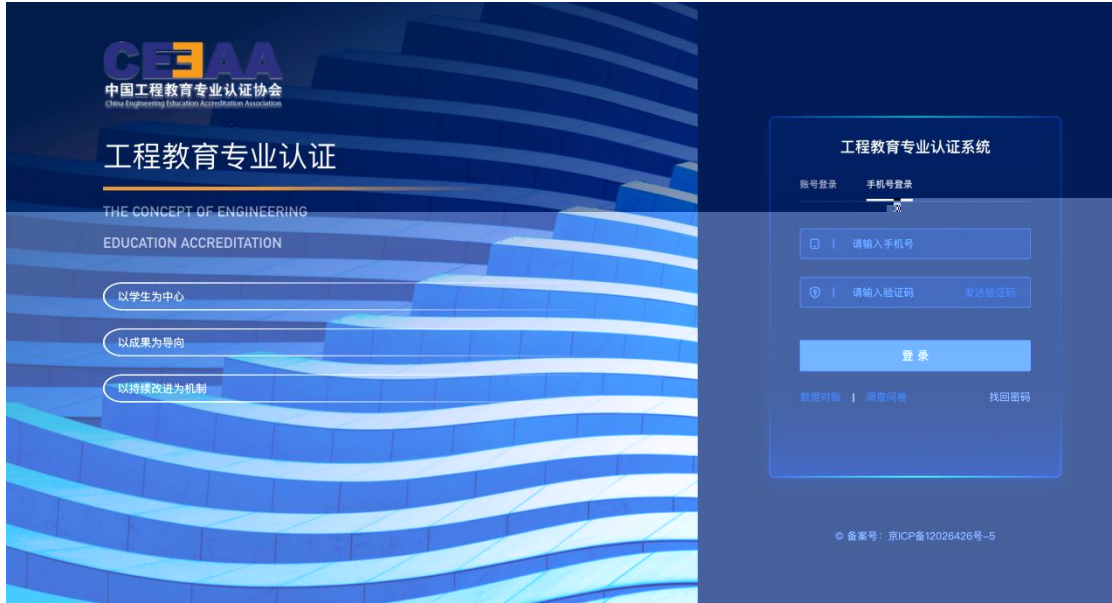 CEEAA
中国工程教育专业认证协会
China Engineering Education Accreditation Association
工程教育专业认证
THE CONCEPT OF ENGINEERING
EDUCATION ACCREDITATION
以学生为中心
以成果为导向
以持续改进为机制
工程教育专业认证系统
账号登录 手机号登录
请输入手机号
请输入验证码 发送验证码
登 录
数据对账 | 调查问卷 找回密码
© 备案号：京ICP备12026426号-5